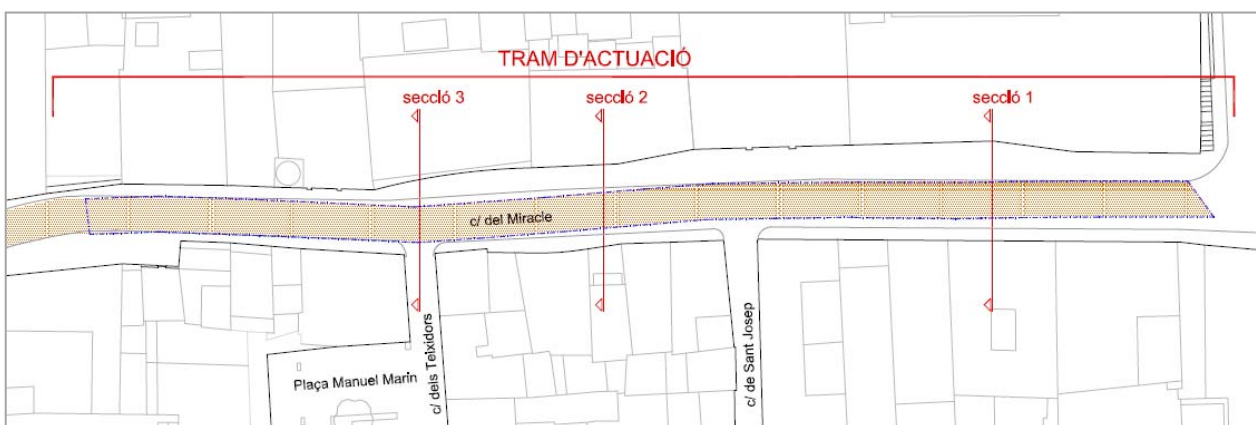 TRAM D'ACTUACIÓ
secció 3
secció 2
secció 1
c/ del Miracle
c/ dels Teixidors
c/ de Sant Josep
Plaça Manuel Marín